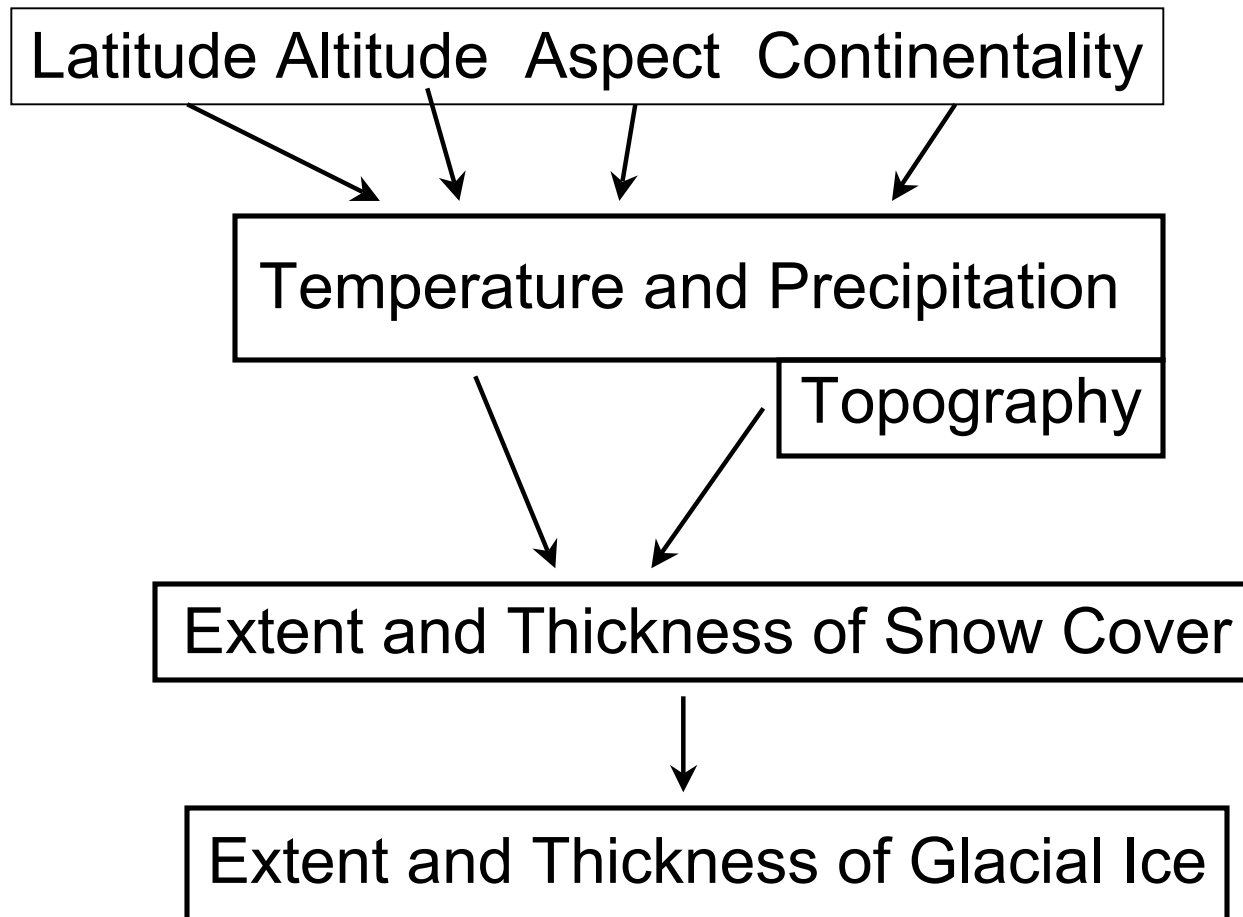 Latitude Altitude Aspect Continentality
Temperature and Precipitation
Topography
Extent and Thickness of Snow Cover
Extent and Thickness of Glacial Ice